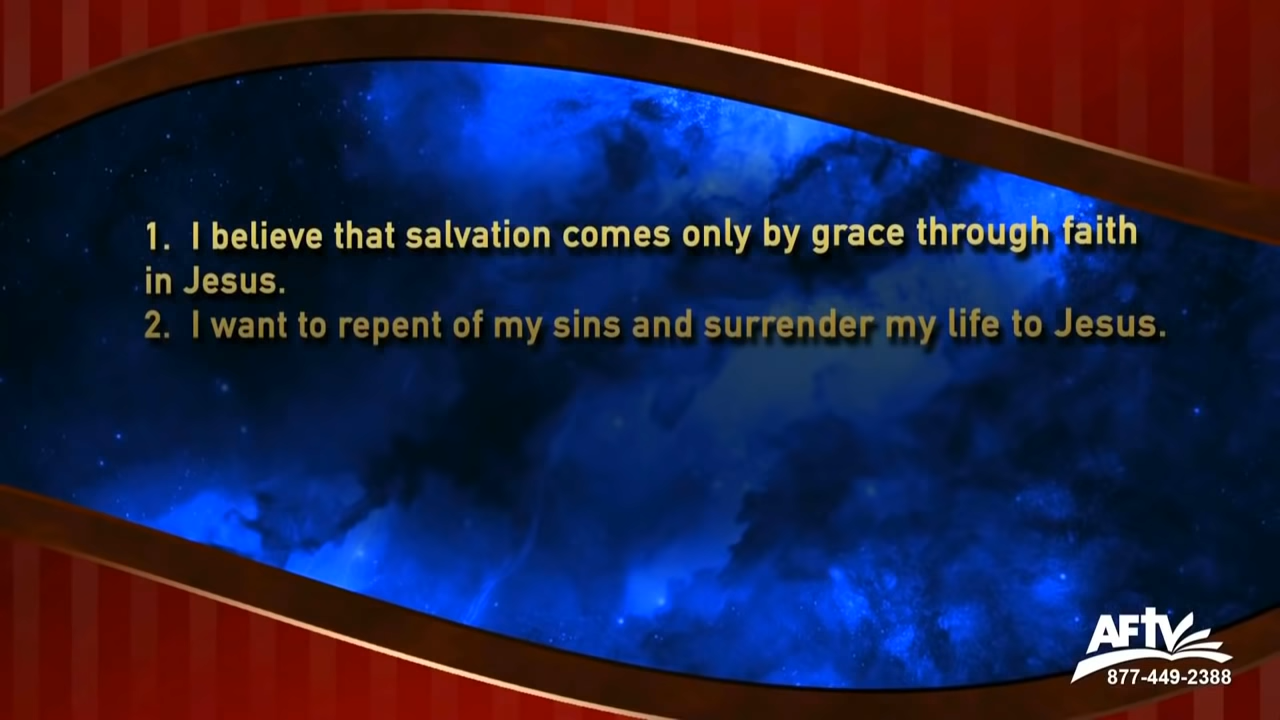 1. I believe that salvation comes only by grace through faith
in Jesus.
2. I want to repent of my sins and surrender my life to Jesus.
AFTV
877-449-2388